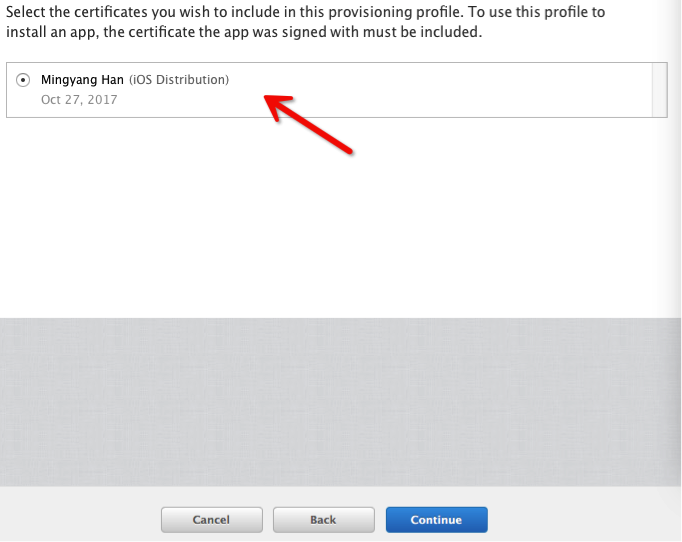 Select the certificates you wish to include in this provisioning profile. To use this profile to
install an app, the certificate the app was signed with must be included.
Mingyang Han (iOS Distribution)
Oct 27, 2017
Cancel
Back
Continue